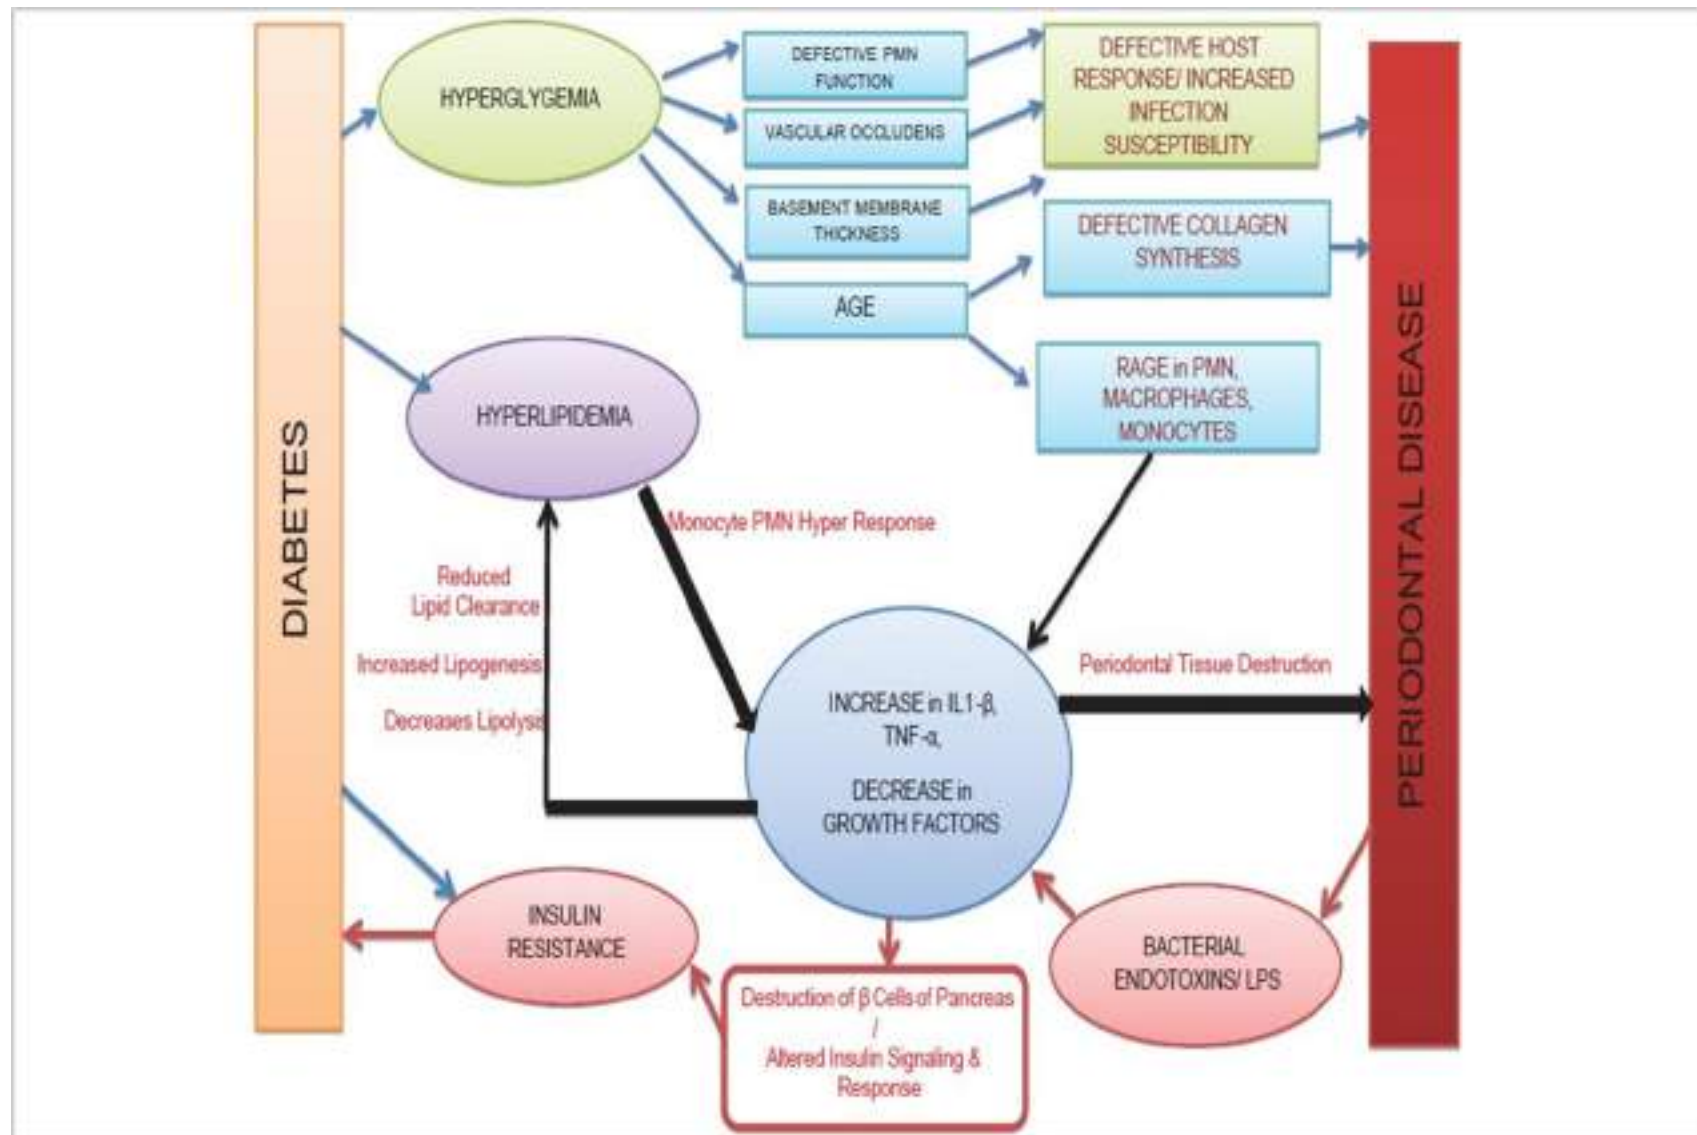 DIABETES
HYPERGLYGEMIA
DEFECTIVE PMN
FUNCTION
VASCULAR OCCLUDENS
BASEMENT MEMBRANE
THICKNESS
AGE
DEFECTIVE HOST
RESPONSE/ INCREASED
INFECTION
SUSCEPTIBILITY
DEFECTIVE COLLAGEN
SYNTHESIS
RAGE in PMN,
MACROPHAGES,
MONOCYTES
HYPERLIPIDEMIA
Monocyte PMN Hyper Response
Reduced
Lipid Clearance
Increased Lipogenesis
Decreases Lipolysis
INCREASE in IL1-β,
TNF-α,
DECREASE in
GROWTH FACTORS
Periodontal Tissue Destruction
INSULIN
RESISTANCE
Destruction of β Cells of Pancreas
/
Altered Insulin Signaling &
Response
BACTERIAL
ENDOTOXINS/ LPS
PERIODONTAL DISEASE